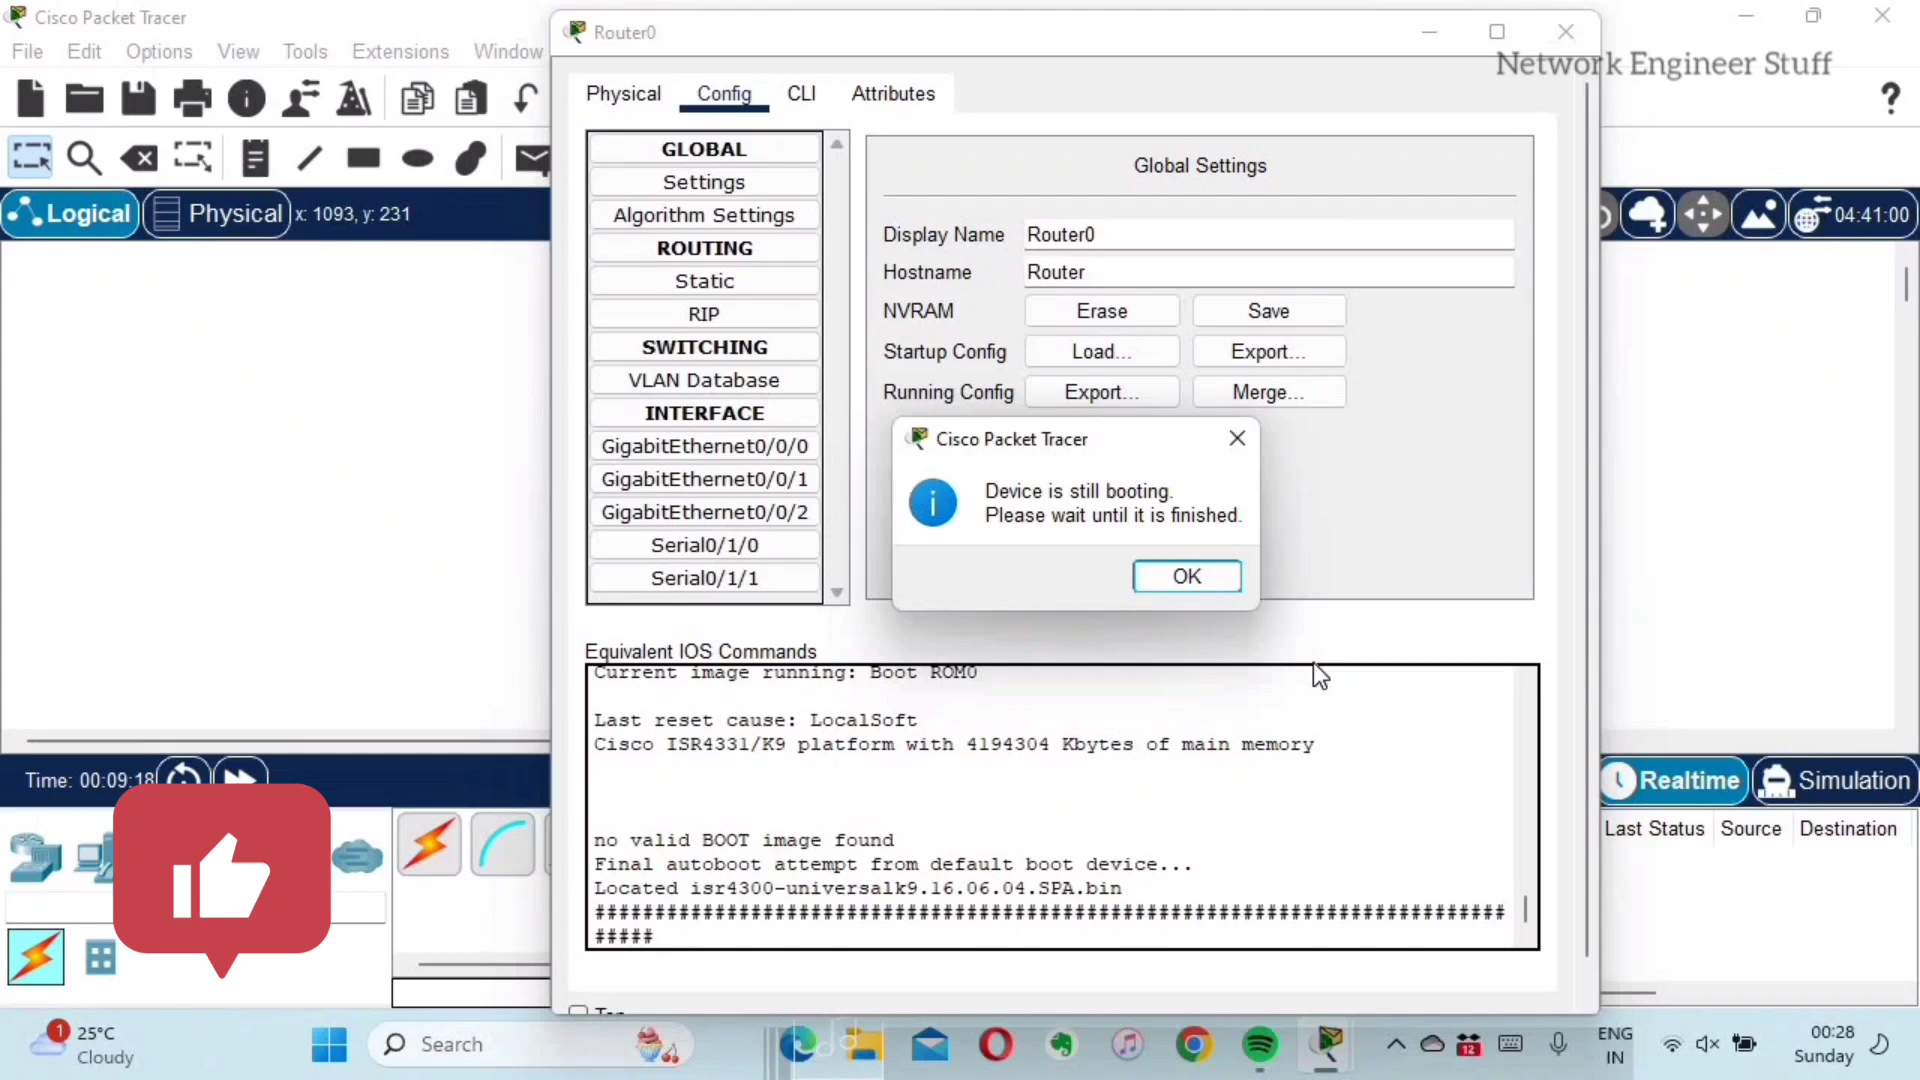 Cisco Packet Tracer
File Edit Options View Tools Extensions Window
Logical
Physical
x: 1093, y: 231
Router0
Network Engineer Stuff
?
Physical Config CLI Attributes
GLOBAL
Settings
Algorithm Settings
ROUTING
Static
RIP
SWITCHING
VLAN Database
INTERFACE
GigabitEthernet0/0/0
GigabitEthernet0/0/1
GigabitEthernet0/0/2
Serial0/1/0
Serial0/1/1
Global Settings
Display Name Router0
Hostname Router
NVRAM Erase Save
Startup Config Load... Export...
Running Config Export... Merge...
Cisco Packet Tracer
Device is still booting.
Please wait until it is finished.
OK
Equivalent IOS Commands
Current image running: Boot ROM0
Last reset cause: LocalSoft
Cisco ISR4331/K9 platform with 4194304 Kbytes of main memory
no valid BOOT image found
Final autoboot attempt from default boot device...
Located isr4300-universalk9.16.06.04.SPA.bin
############################################################################
#####
04:41:00
Time: 00:09:18
Realtime
Simulation
Last Status Source Destination
1
25°C
Cloudy
Search
12
ENG
IN
00:28
Sunday